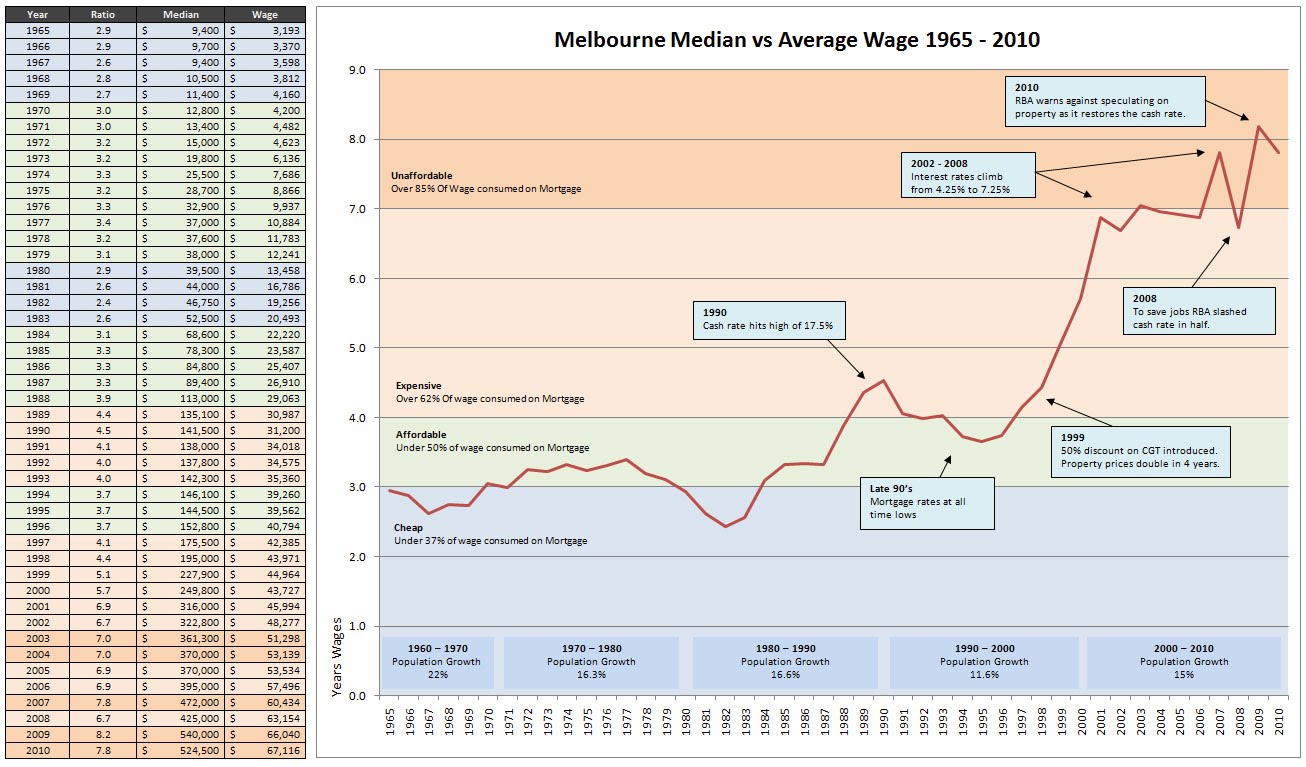 Year Ratio Median Wage
1965 2.9 $ 9,400 $ 3,193
1966 2.9 $ 9,700 $ 3,370
1967 2.6 $ 9,400 $ 3,598
1968 2.8 $ 10,500 $ 3,812
1969 2.7 $ 11,400 $ 4,160
1970 3.0 $ 12,800 $ 4,200
1971 3.0 $ 13,400 $ 4,482
1972 3.2 $ 15,000 $ 4,623
1973 3.2 $ 19,800 $ 6,136
1974 3.3 $ 25,500 $ 7,686
1975 3.2 $ 28,700 $ 8,866
1976 3.3 $ 32,900 $ 9,937
1977 3.4 $ 37,000 $ 10,884
1978 3.2 $ 37,600 $ 11,783
1979 3.1 $ 38,000 $ 12,241
1980 2.9 $ 39,500 $ 13,458
1981 2.6 $ 44,000 $ 16,786
1982 2.4 $ 46,750 $ 19,256
1983 2.6 $ 52,500 $ 20,493
1984 3.1 $ 68,600 $ 22,220
1985 3.3 $ 78,300 $ 23,587
1986 3.3 $ 84,800 $ 25,407
1987 3.3 $ 89,400 $ 26,910
1988 3.9 $ 113,000 $ 29,063
1989 4.4 $ 135,100 $ 30,987
1990 4.5 $ 141,500 $ 31,200
1991 4.1 $ 138,000 $ 34,018
1992 4.0 $ 137,800 $ 34,575
1993 4.0 $ 142,300 $ 35,360
1994 3.7 $ 146,100 $ 39,260
1995 3.7 $ 144,500 $ 39,562
1996 3.7 $ 152,800 $ 40,794
1997 4.1 $ 175,500 $ 42,385
1998 4.4 $ 195,000 $ 43,971
1999 5.1 $ 227,900 $ 44,964
2000 5.7 $ 249,800 $ 43,727
2001 6.9 $ 316,000 $ 45,994
2002 6.7 $ 322,800 $ 48,277
2003 7.0 $ 361,300 $ 51,298
2004 7.0 $ 370,000 $ 53,139
2005 6.9 $ 370,000 $ 53,534
2006 6.9 $ 395,000 $ 57,496
2007 7.8 $ 472,000 $ 60,434
2008 6.7 $ 425,000 $ 63,154
2009 8.2 $ 540,000 $ 66,040
2010 7.8 $ 524,500 $ 67,116
Melbourne Median vs Average Wage 1965 - 2010
9.0
8.0
7.0
6.0
5.0
4.0
3.0
2.0
1.0
0.0
Years Wages
2010
RBA warns against speculating on
property as it restores the cash rate.
2002 - 2008
Interest rates climb
from 4.25% to 7.25%
Unaffordable
Over 85% Of Wage consumed on Mortgage
2008
To save jobs RBA slashed
cash rate in half.
1990
Cash rate hits high of 17.5%
Expensive
Over 62% Of wage consumed on Mortgage
Affordable
Under 50% of wage consumed on Mortgage
1999
50% discount on CGT introduced.
Property prices double in 4 years.
Late 90's
Mortgage rates at all
time lows
Cheap
Under 37% of wage consumed on Mortgage
1960 – 1970
Population Growth
22%
1970 – 1980
Population Growth
16.3%
1980 – 1990
Population Growth
16.6%
1990 – 2000
Population Growth
11.6%
2000 – 2010
Population Growth
15%
1965 1966 1967 1968 1969 1970 1971 1972 1973 1974 1975 1976 1977 1978 1979 1980 1981 1982 1983 1984 1985 1986 1987 1988 1989 1990 1991 1992 1993 1994 1995 1996 1997 1998 1999 2000 2001 2002 2003 2004 2005 2006 2007 2008 2009 2010